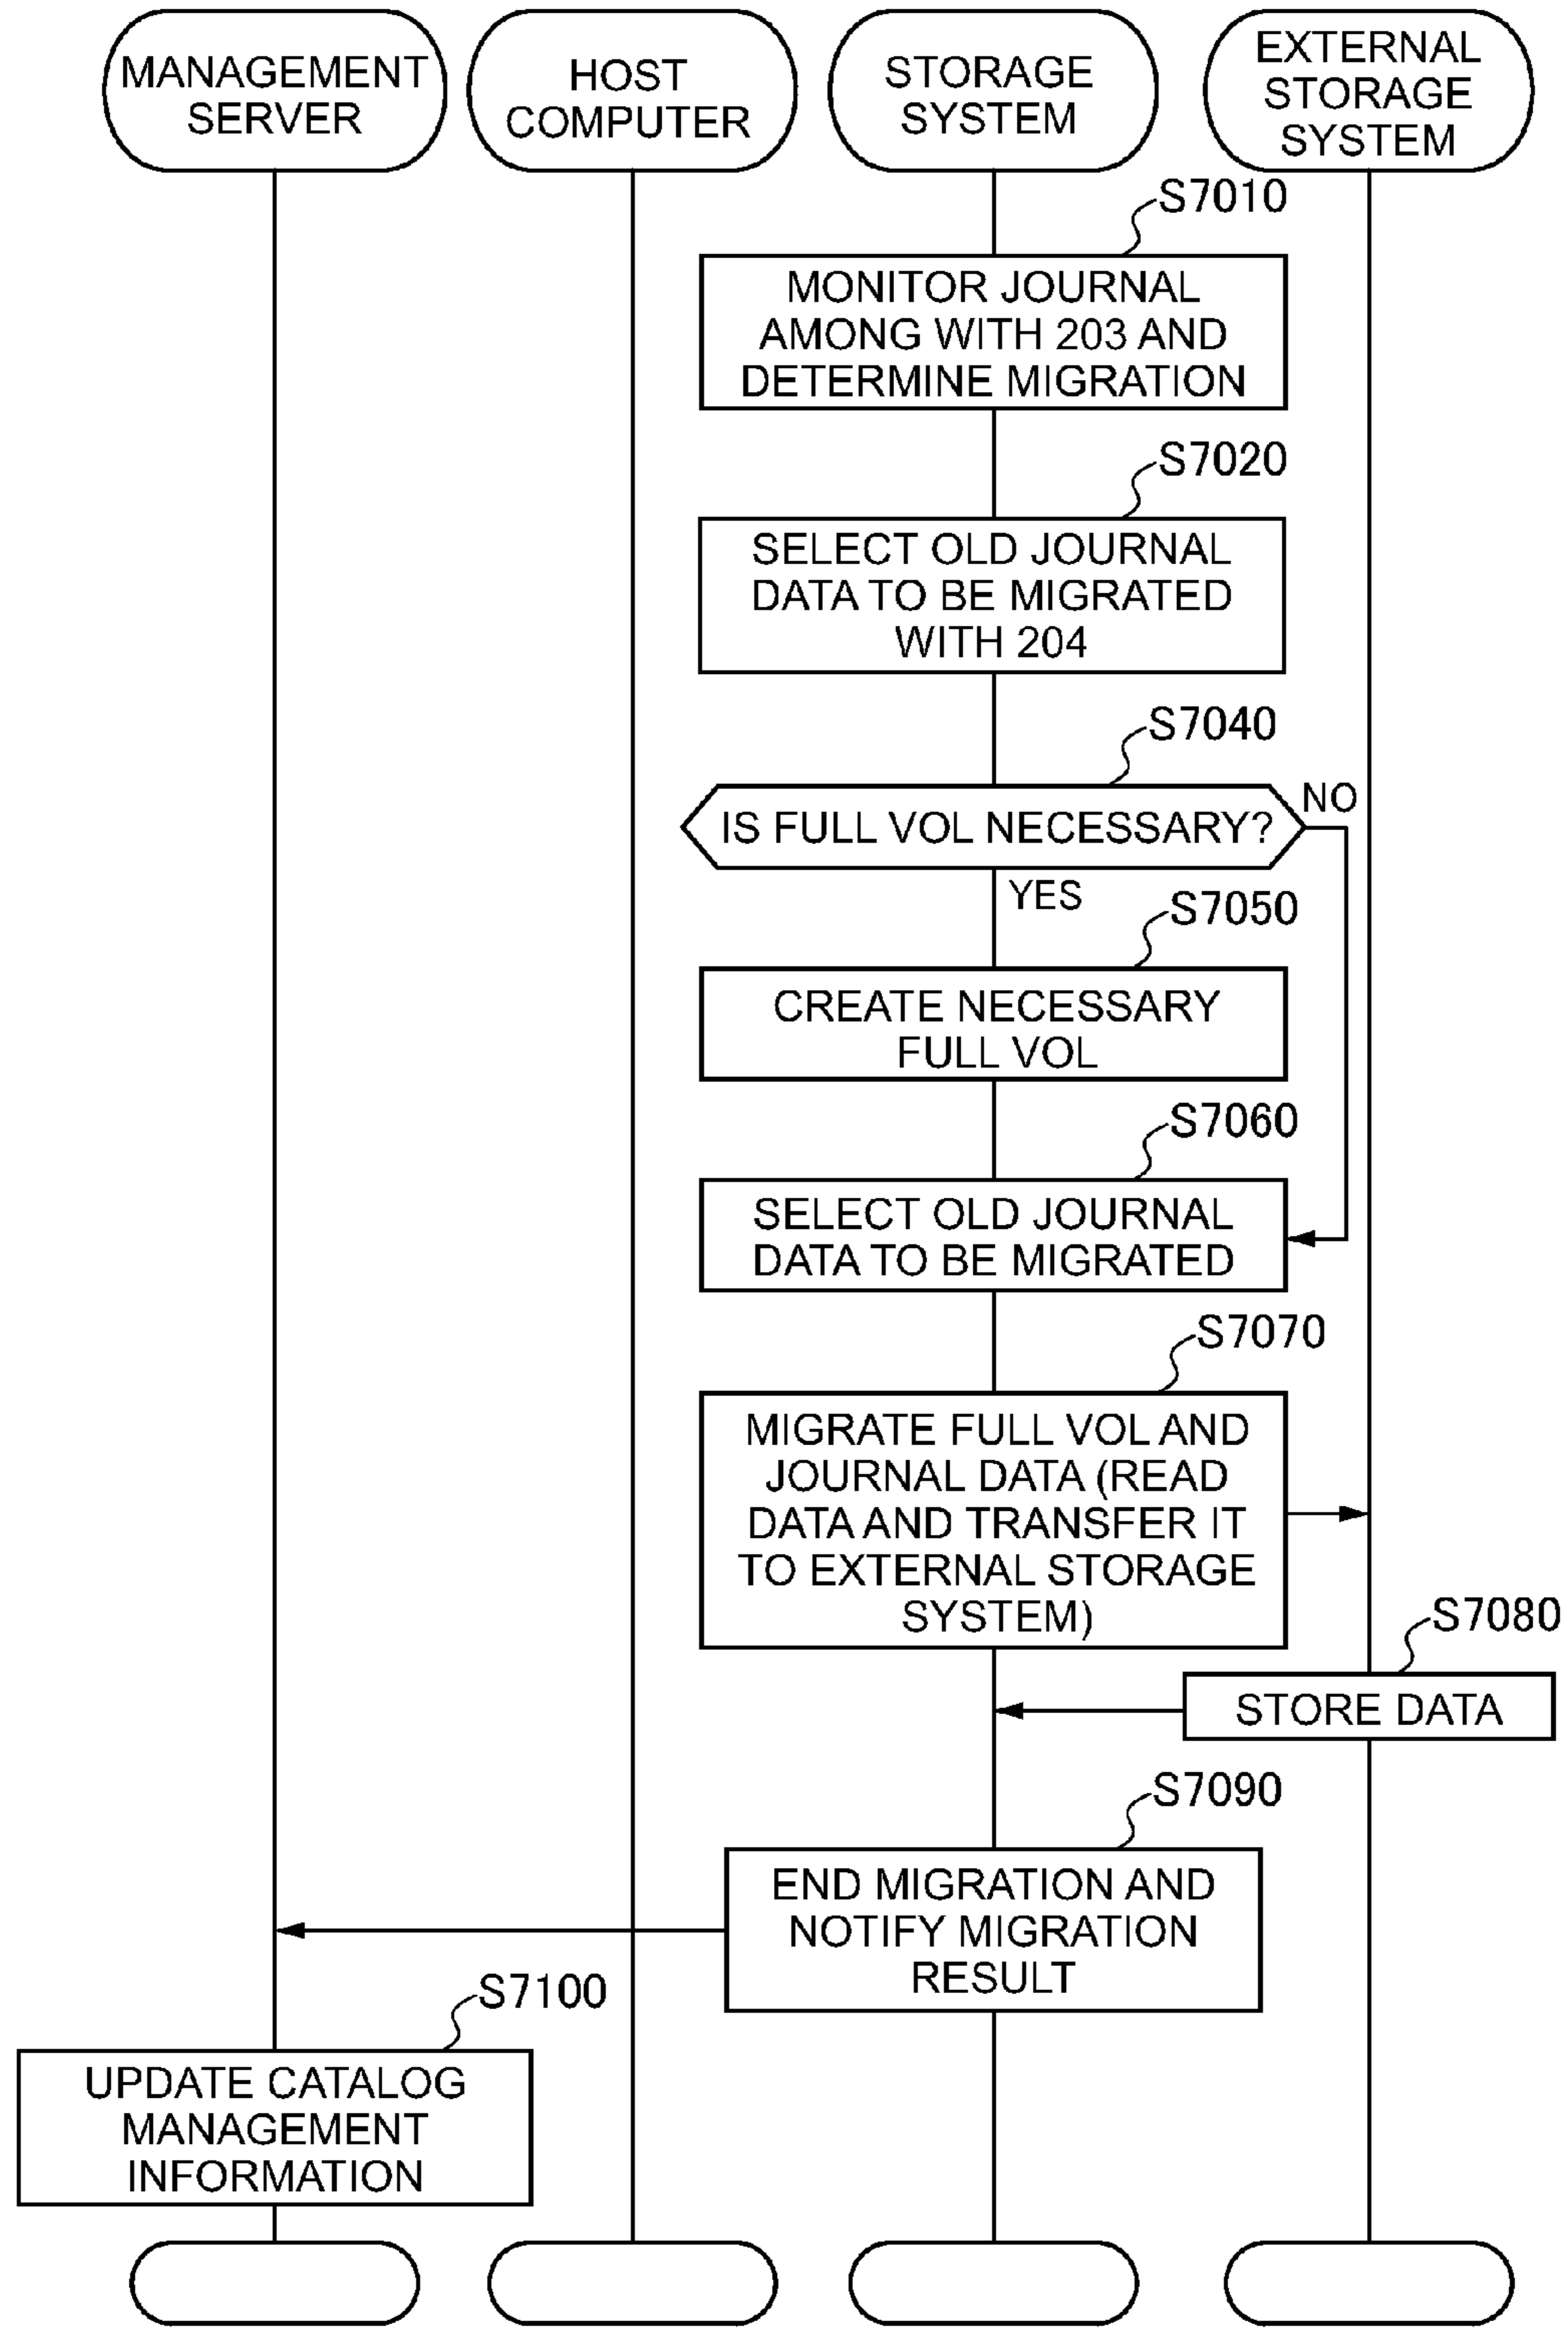 MANAGEMENT
SERVER
HOST
COMPUTER
STORAGE
SYSTEM
EXTERNAL
STORAGE
SYSTEM
S7010
MONITOR JOURNAL
AMONG WITH 203 AND
DETERMINE MIGRATION
S7020
SELECT OLD JOURNAL
DATA TO BE MIGRATED
WITH 204
S7040
IS FULL VOL NECESSARY?
NO
YES
S7050
CREATE NECESSARY
FULL VOL
S7060
SELECT OLD JOURNAL
DATA TO BE MIGRATED
S7070
MIGRATE FULL VOL AND
JOURNAL DATA (READ
DATA AND TRANSFER IT
TO EXTERNAL STORAGE
SYSTEM)
S7080
STORE DATA
S7090
END MIGRATION AND
NOTIFY MIGRATION
RESULT
S7100
UPDATE CATALOG
MANAGEMENT
INFORMATION